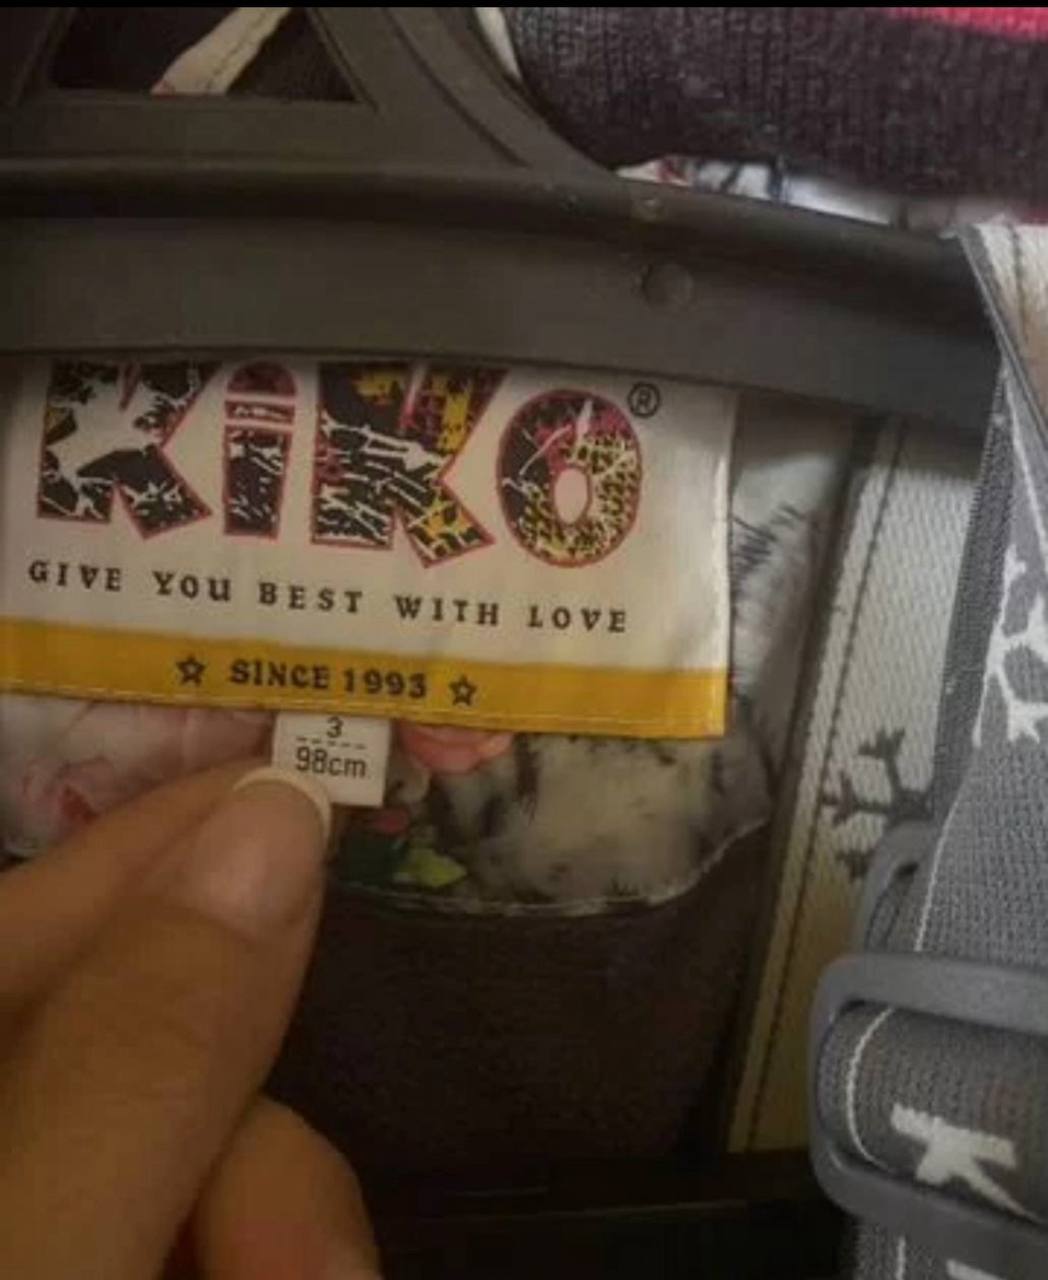 KiKO®
GIVE YOU BEST WITH LOVE
☆ SINCE 1993 ☆
3
98cm
K